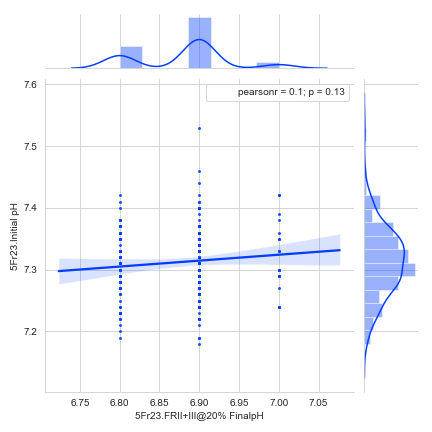 pearsonr = 0.1; p = 0.13
7.6
7.5
7.4
7.3
7.2
5Fr23.Initial pH
6.75 6.80 6.85 6.90 6.95 7.00 7.05
5Fr23.FRII+III@20% FinalpH